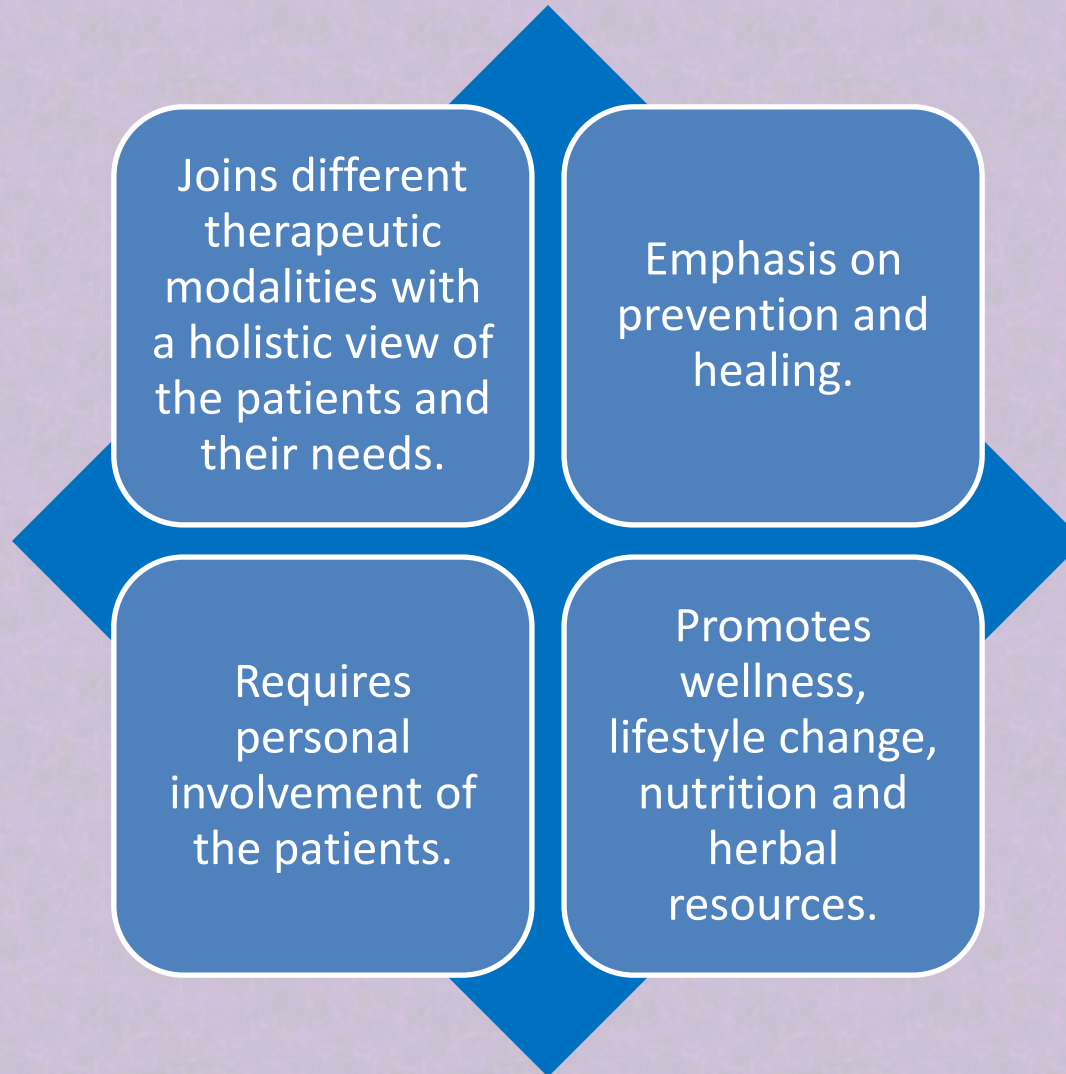 Joins different
therapeutic
modalities with
a holistic view of
the patients and
their needs.
Emphasis on
prevention and
healing.
Requires
personal
involvement of
the patients.
Promotes
wellness,
lifestyle change,
nutrition and
herbal
resources.